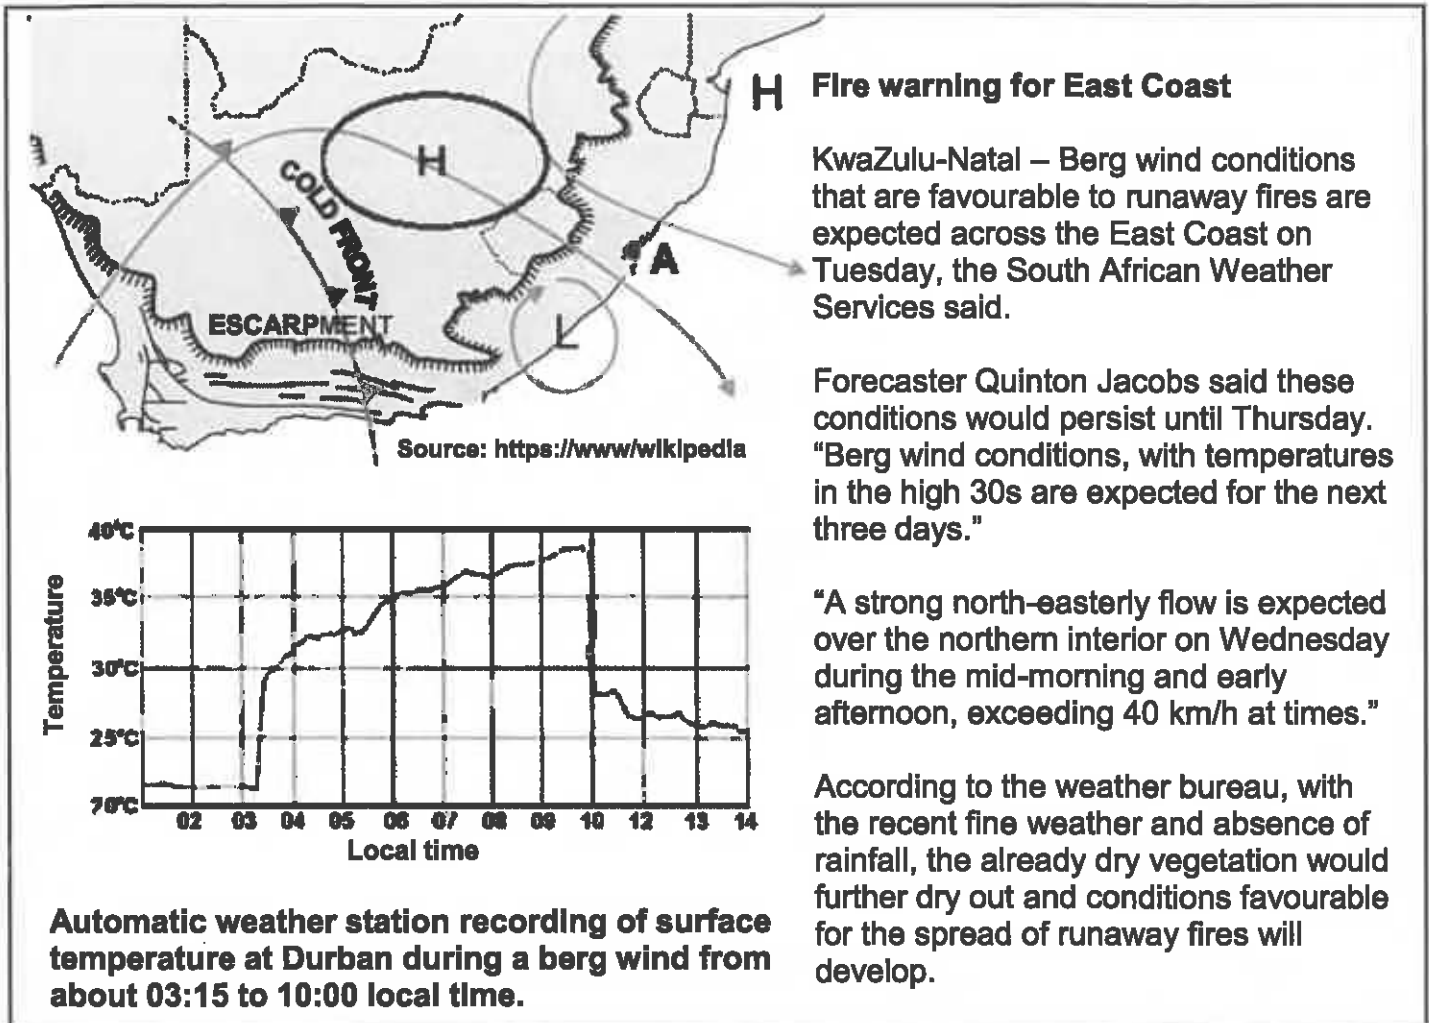 H
COLD FRONT
ESCARPMENT
A
L
Source: https://www/wikipedia
H
Fire warning for East Coast
KwaZulu-Natal – Berg wind conditions
that are favourable to runaway fires are
expected across the East Coast on
Tuesday, the South African Weather
Services said.
Forecaster Quinton Jacobs said these
conditions would persist until Thursday.
“Berg wind conditions, with temperatures
in the high 30s are expected for the next
three days.”
“A strong north-easterly flow is expected
over the northern interior on Wednesday
during the mid-morning and early
afternoon, exceeding 40 km/h at times.”
According to the weather bureau, with
the recent fine weather and absence of
rainfall, the already dry vegetation would
further dry out and conditions favourable
for the spread of runaway fires will
develop.
Temperature
40°C
35°C
30°C
25°C
70°C
02 03 04 05 06 07 08 09 10 12 13 14
Local time
Automatic weather station recording of surface
temperature at Durban during a berg wind from
about 03:15 to 10:00 local time.